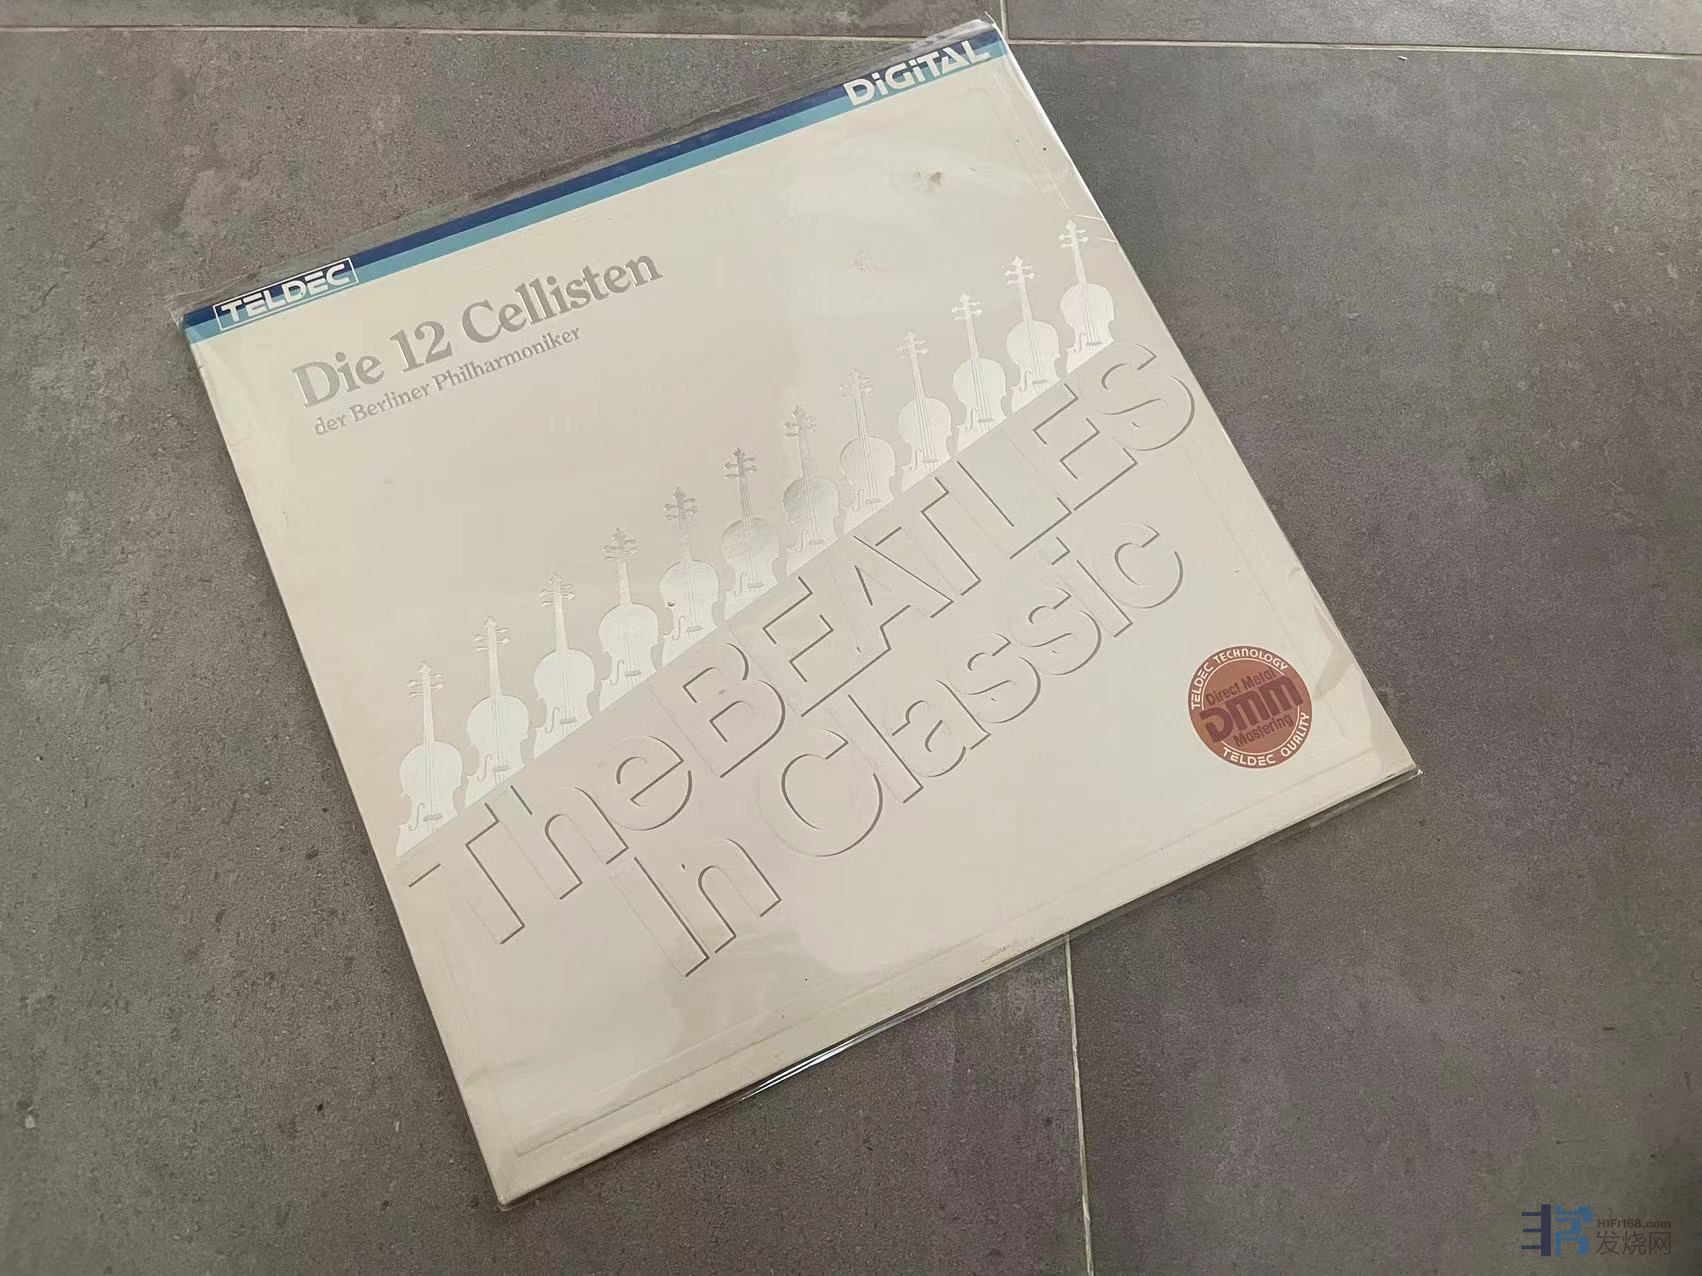 TELDEC
DiGiTAL
Die 12 Cellisten
der Berliner Philharmoniker
The BEATLES
in Classic
TELDEC TECHNOLOGY
Direct Metal
DMM
Mastering
TELDEC QUALITY
HIFI168.com
发烧网